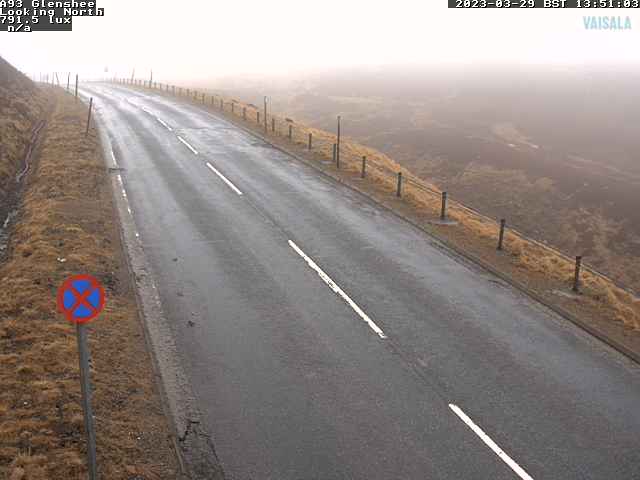 A93 Glenshee
Looking North
791.5 lux
n/a
2023-03-29 BST 13:51:03
VAISALA